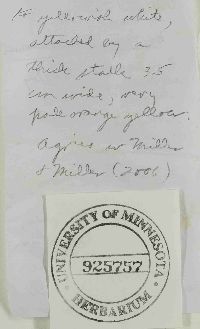 to yellowish white,
attached by a
thick stalk 3.5
cm wide, very
pale orange yellow.
Agrees w Miller
& Miller (2006)
UNIVERSITY OF MINNESOTA
925757
HERBARIUM